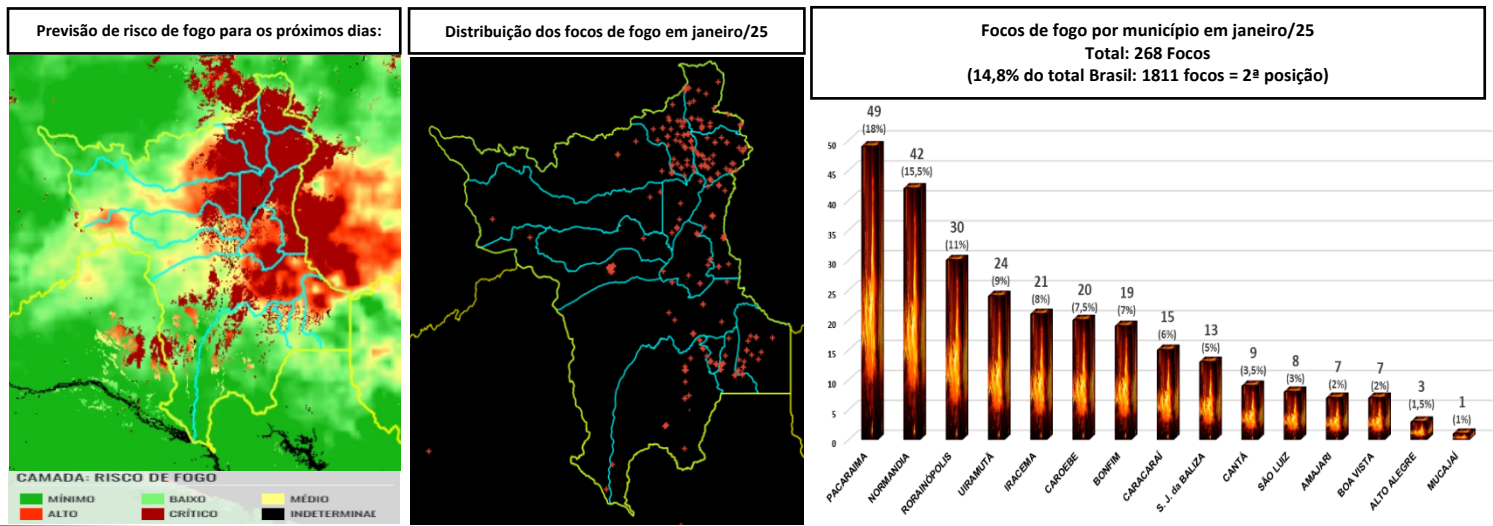 Previsão de risco de fogo para os próximos dias:
Distribuição dos focos de fogo em janeiro/25
Focos de fogo por município em janeiro/25
Total: 268 Focos
(14,8% do total Brasil: 1811 focos = 2ª posição)
CAMADA: RISCO DE FOGO
MÍNIMO
BAIXO
MÉDIO
ALTO
CRÍTICO
INDETERMINAE
50
45
40
35
30
25
20
15
10
5
0
49
(18%)
42
(15,5%)
30
(11%)
24
(9%)
21
(8%)
20
(7,5%)
19
(7%)
15
(6%)
13
(5%)
9
(3,5%)
8
(3%)
7
(2%)
7
(2%)
3
(1,5%)
1
(1%)
PACARAIMA
NORMANDIA
RORAINÓPOLIS
UIRAMUTÃ
IRACEMA
CAROEBE
BONFIM
CARACARAÍ
S. J. da BALIZA
CANTÁ
SÃO LUIZ
AMAJARI
BOA VISTA
ALTO ALEGRE
MUCAJAÍ